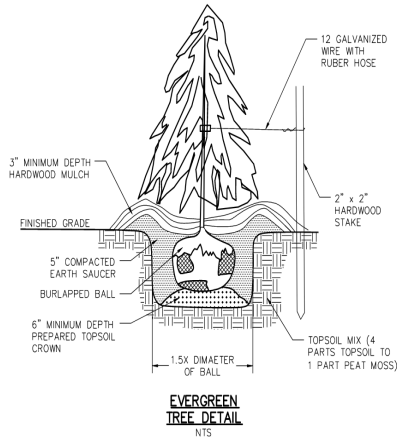 12 GALVANIZED
WIRE WITH
RUBER HOSE
3" MINIMUM DEPTH
HARDWOOD MULCH
2" x 2"
HARDWOOD
STAKE
FINISHED GRADE
5" COMPACTED
EARTH SAUCER
BURLAPPED BALL
6" MINIMUM DEPTH
PREPARED TOPSOIL
CROWN
TOPSOIL MIX (4
PARTS TOPSOIL TO
1 PART PEAT MOSS)
1.5X DIMAETER
OF BALL
EVERGREEN
TREE DETAIL
NTS